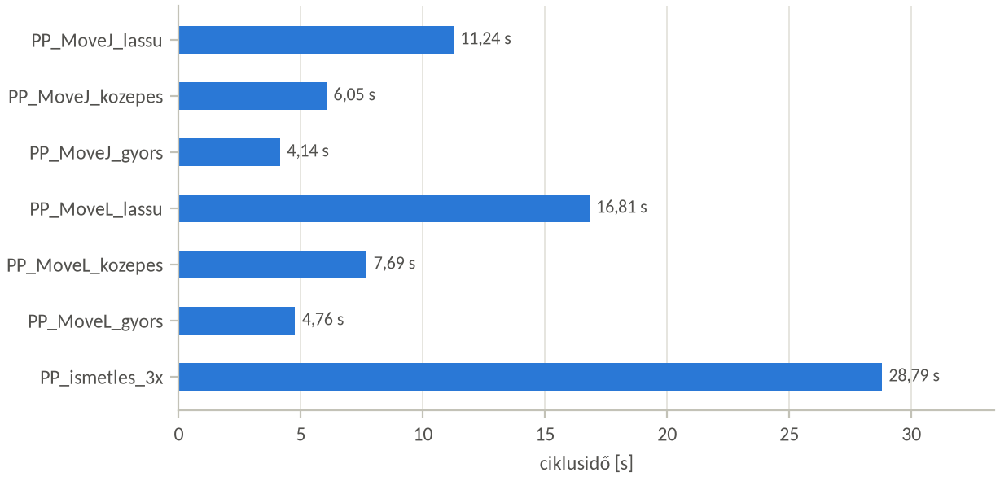 PP_MoveJ_lassu 11,24 s
PP_MoveJ_kozepes 6,05 s
PP_MoveJ_gyors 4,14 s
PP_MoveL_lassu 16,81 s
PP_MoveL_kozepes 7,69 s
PP_MoveL_gyors 4,76 s
PP_ismetles_3x 28,79 s
0 5 10 15 20 25 30
ciklusidő [s]